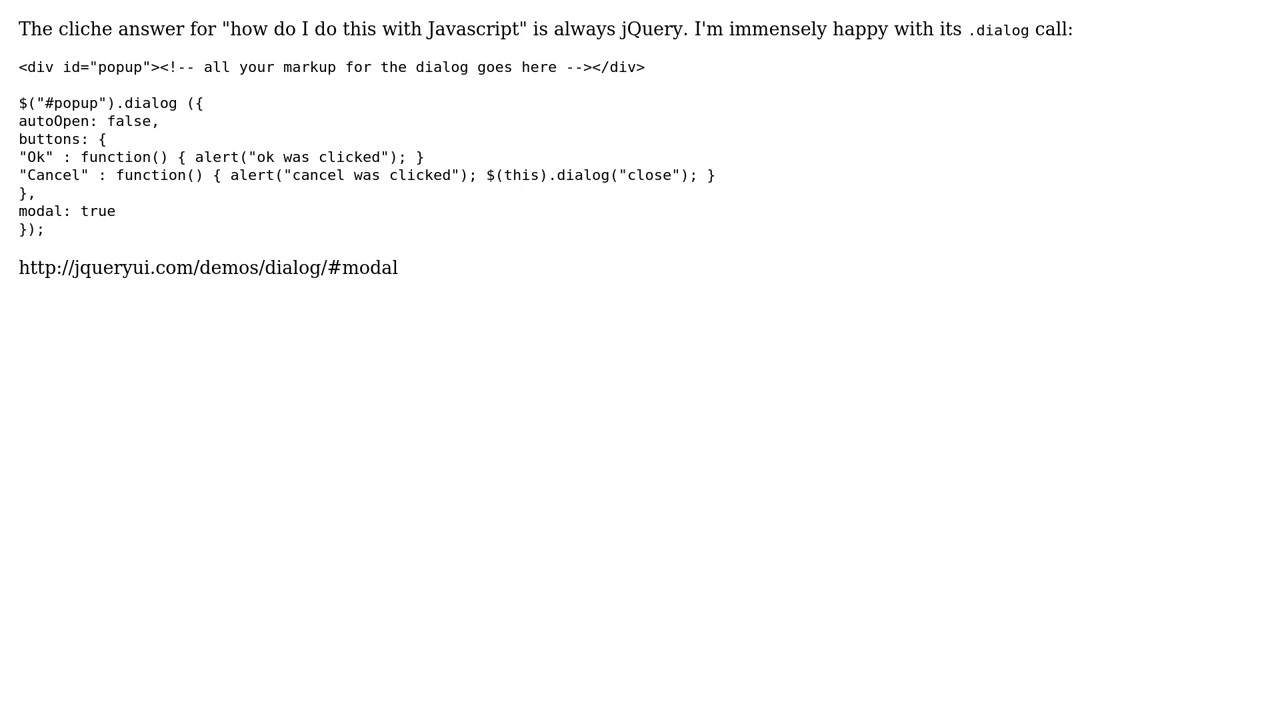 The cliche answer for "how do I do this with Javascript" is always jQuery. I'm immensely happy with its .dialog call:
<div id="popup"><!-- all your markup for the dialog goes here --></div>
$("#popup").dialog ({
autoOpen: false,
buttons: {
"Ok" : function() { alert("ok was clicked"); }
"Cancel" : function() { alert("cancel was clicked"); $(this).dialog("close"); }
},
modal: true
});
http://jqueryui.com/demos/dialog/#modal